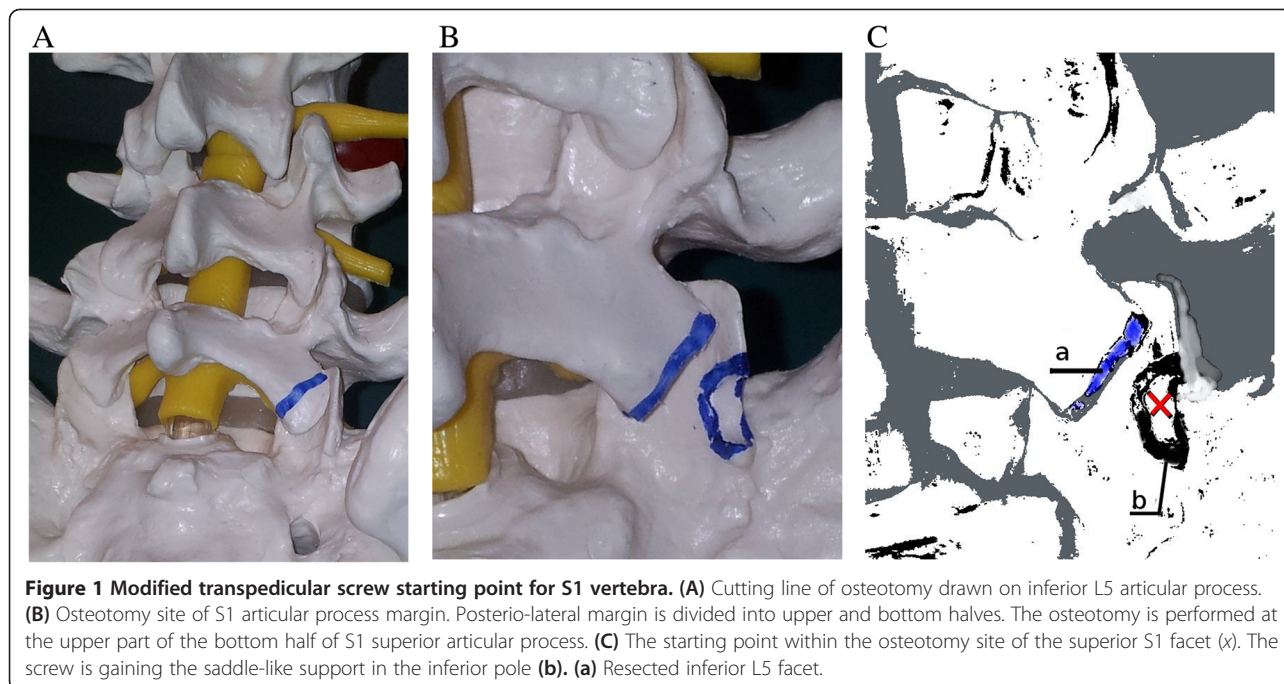 A
B
C
a
b
Figure 1 Modified transpedicular screw starting point for S1 vertebra. (A) Cutting line of osteotomy drawn on inferior L5 articular process.
(B) Osteotomy site of S1 articular process margin. Posterio-lateral margin is divided into upper and bottom halves. The osteotomy is performed at
the upper part of the bottom half of S1 superior articular process. (C) The starting point within the osteotomy site of the superior S1 facet (x). The
screw is gaining the saddle-like support in the inferior pole (b). (a) Resected inferior L5 facet.